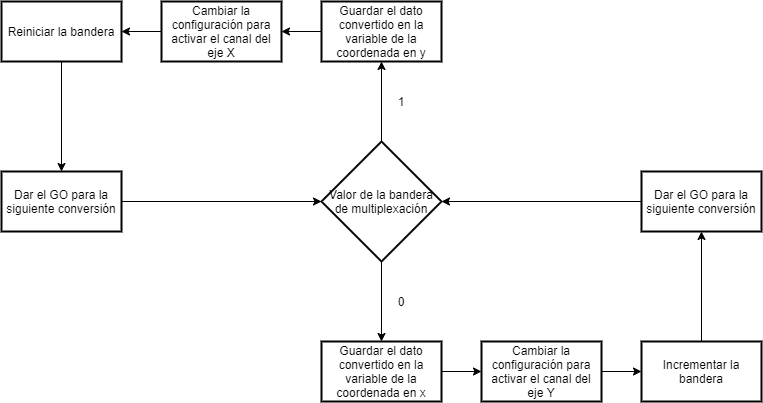 Reiniciar la bandera
Cambiar la
configuración para
activar el canal del
eje X
Guardar el dato
convertido en la
variable de la
coordenada en y
1
Dar el GO para la
siguiente conversión
Valor de la bandera
de multiplexación
Dar el GO para la
siguiente conversión
0
Guardar el dato
convertido en la
variable de la
coordenada en x
Cambiar la
configuración para
activar el canal del
eje Y
Incrementar la
bandera